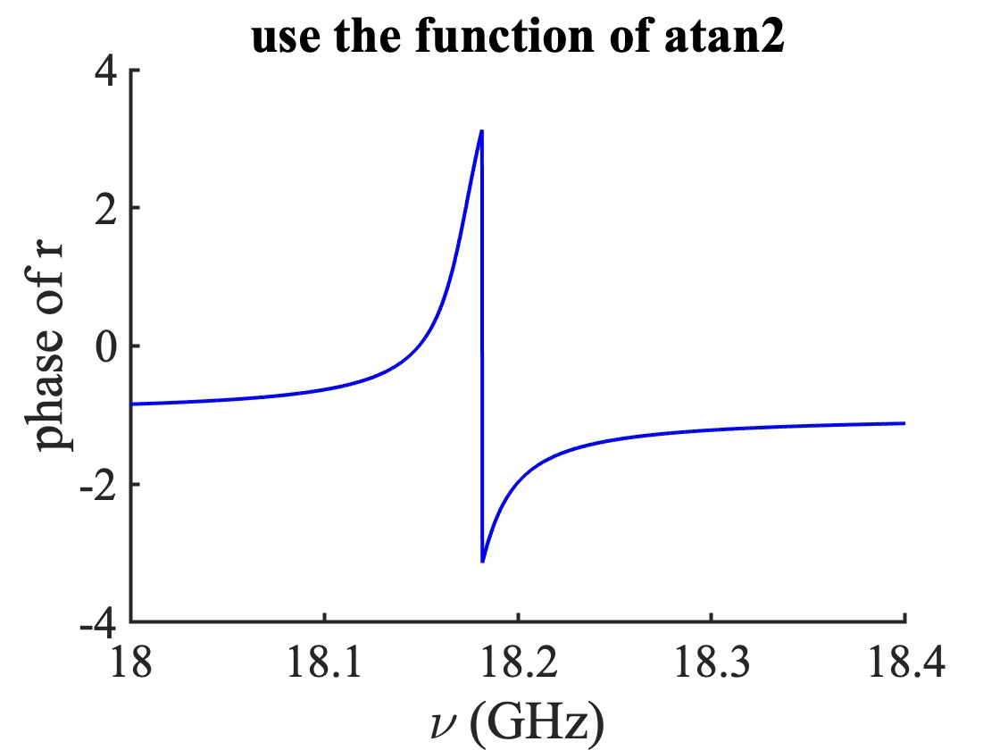 use the function of atan2
4
2
0
-2
-4
phase of r
18 18.1 18.2 18.3 18.4
ν (GHz)